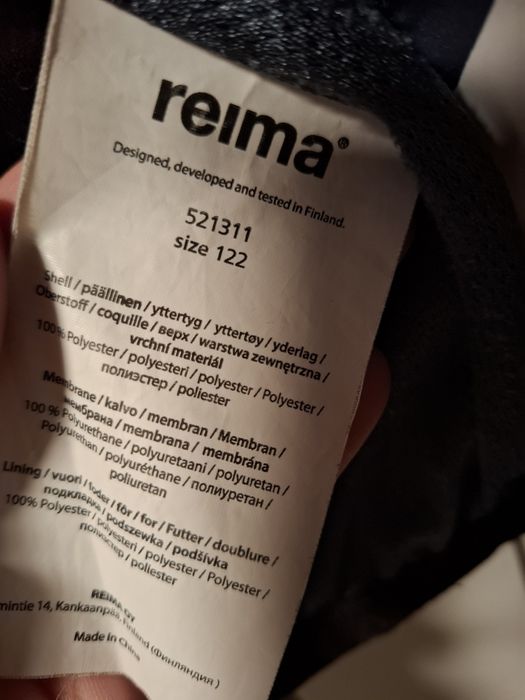 reima®
Designed, developed and tested in Finland.
521311
size 122
Shell / päällinen / yttertyg / yttertøy / yderlag /
Oberstoff / coquille / верх / warstwa zewnętrzna /
vrchní materiál
100% Polyester / polyesteri / polyester / Polyester /
полиэстер / poliester
Membrane / kalvo / membran / Membran /
мембрана / membrana / membrána
100 % Polyurethane / polyuretaani / polyuretan /
Polyurethan / polyuréthane / полиуретан /
poliuretan
Lining / vuori / foder / fôr / for / Futter / doublure /
подкладка / podszewka / podšívka
100% Polyester / polyesteri / polyester / Polyester /
полиэстер / poliester
REIMA OY
mintie 14, Kankaanpää, Finland (Финляндия)
Made in China